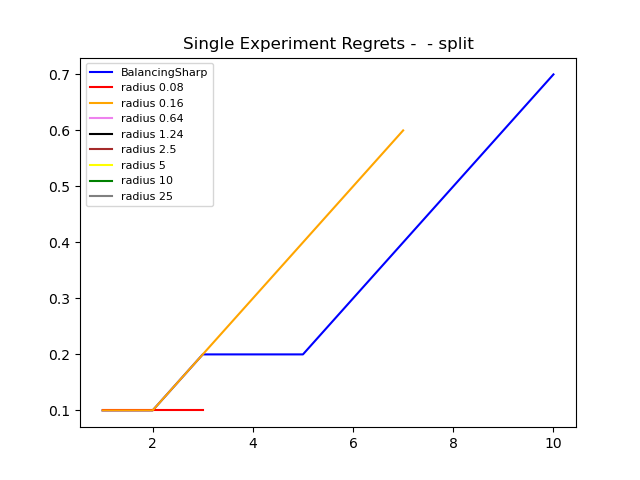 Single Experiment Regrets -  - split
BalancingSharp
radius 0.08
radius 0.16
radius 0.64
radius 1.24
radius 2.5
radius 5
radius 10
radius 25
0.7
0.6
0.5
0.4
0.3
0.2
0.1
2 4 6 8 10